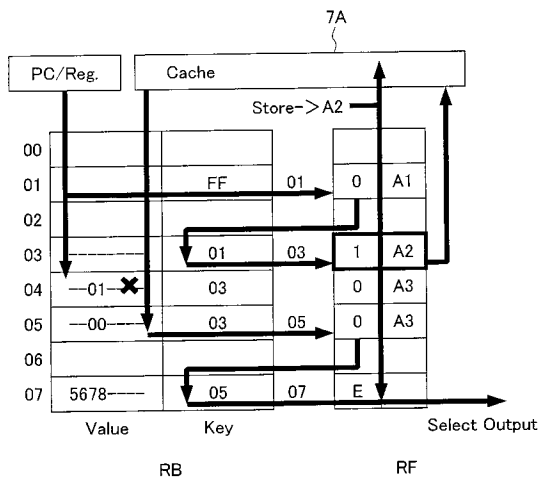 7A
PC/Reg. Cache
Store->A2
00
01 FF 01 0 A1
02
03 -------- 01 03 1 A2
04 --01---- 03 0 A3
05 --00---- 03 05 0 A3
06
07 5678---- 05 07 E
Value Key Select Output
RB RF